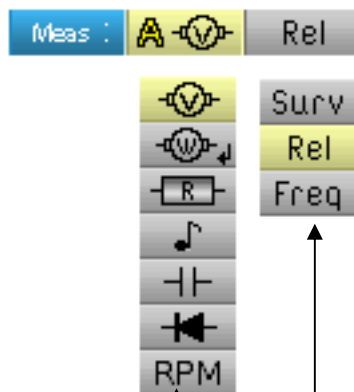 Meas : A V Rel
V Surv
W Rel
R Freq
RPM